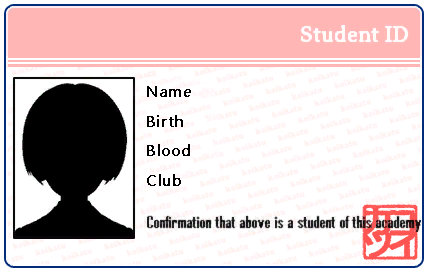 Student ID
Name
Birth
Blood
Club
Confirmation that above is a student of this academy